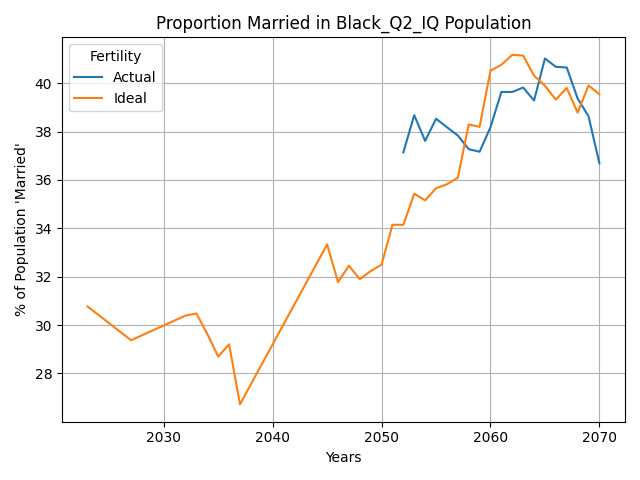 Proportion Married in Black_Q2_IQ Population
Fertility
Actual
Ideal
% of Population 'Married'
40
38
36
34
32
30
28
2030
2040
2050
2060
2070
Years